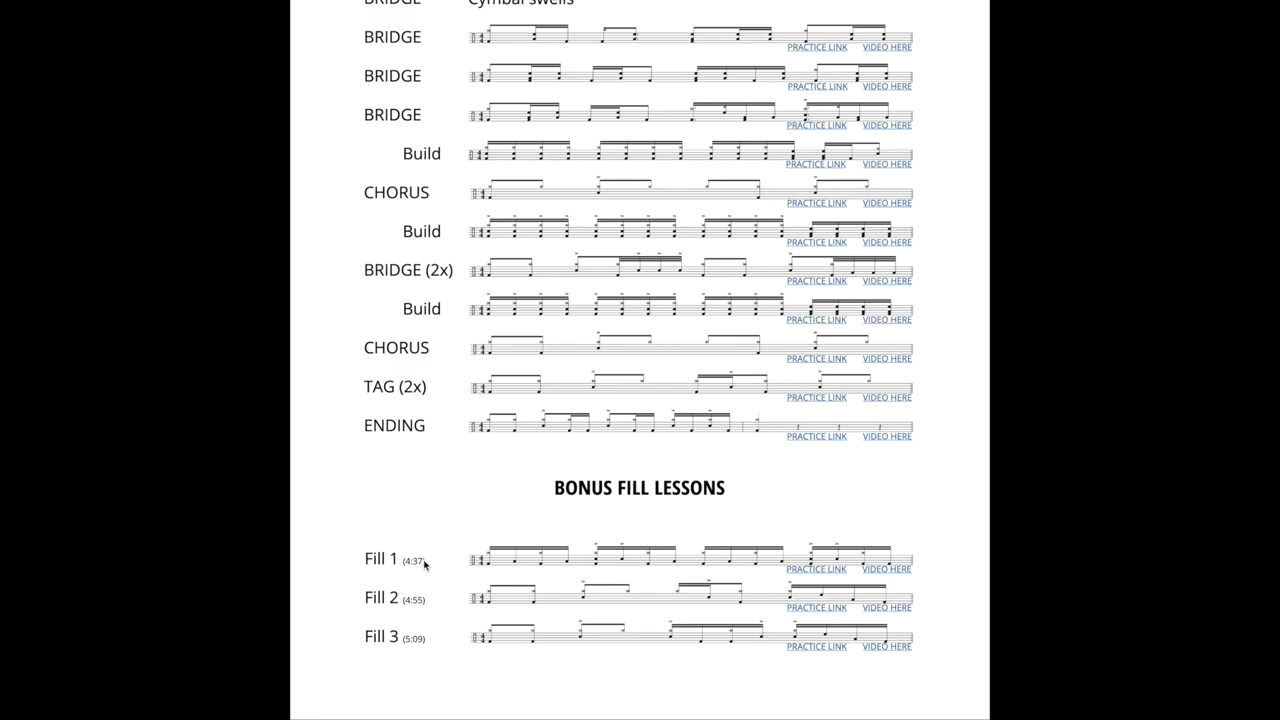 BRIDGE Cymbal swells
BRIDGE
PRACTICE LINK VIDEO HERE
BRIDGE
PRACTICE LINK VIDEO HERE
BRIDGE
PRACTICE LINK VIDEO HERE
Build
PRACTICE LINK VIDEO HERE
CHORUS
PRACTICE LINK VIDEO HERE
Build
PRACTICE LINK VIDEO HERE
BRIDGE (2x)
PRACTICE LINK VIDEO HERE
Build
PRACTICE LINK VIDEO HERE
CHORUS
PRACTICE LINK VIDEO HERE
TAG (2x)
PRACTICE LINK VIDEO HERE
ENDING
PRACTICE LINK VIDEO HERE
BONUS FILL LESSONS
Fill 1 (4:37)
PRACTICE LINK VIDEO HERE
Fill 2 (4:55)
PRACTICE LINK VIDEO HERE
Fill 3 (5:09)
PRACTICE LINK VIDEO HERE